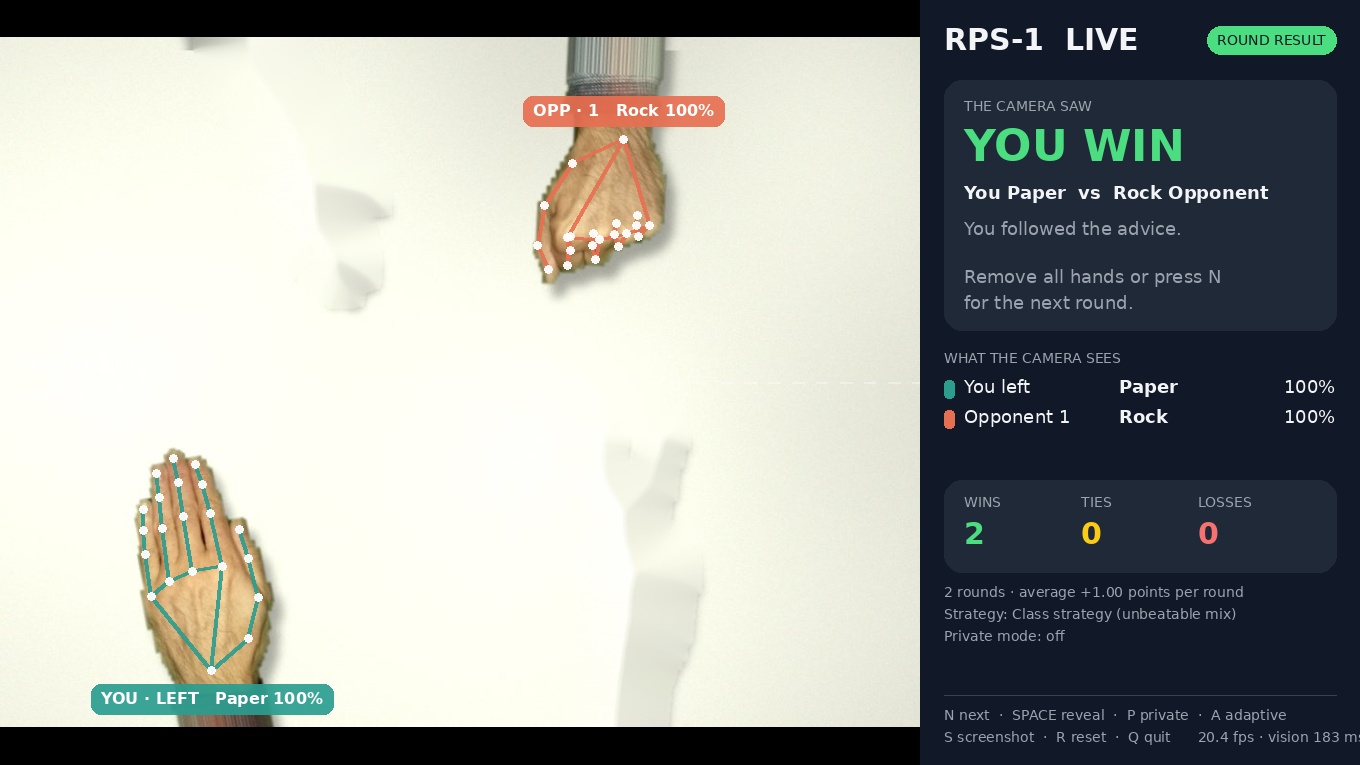 RPS-1 LIVE
ROUND RESULT
THE CAMERA SAW
YOU WIN
You Paper vs Rock Opponent
You followed the advice.
Remove all hands or press N
for the next round.
WHAT THE CAMERA SEES
You left Paper 100%
Opponent 1 Rock 100%
WINS TIES LOSSES
2 0 0
2 rounds · average +1.00 points per round
Strategy: Class strategy (unbeatable mix)
Private mode: off
N next · SPACE reveal · P private · A adaptive
S screenshot · R reset · Q quit 20.4 fps · vision 183 ms
OPP · 1 Rock 100%
YOU · LEFT Paper 100%